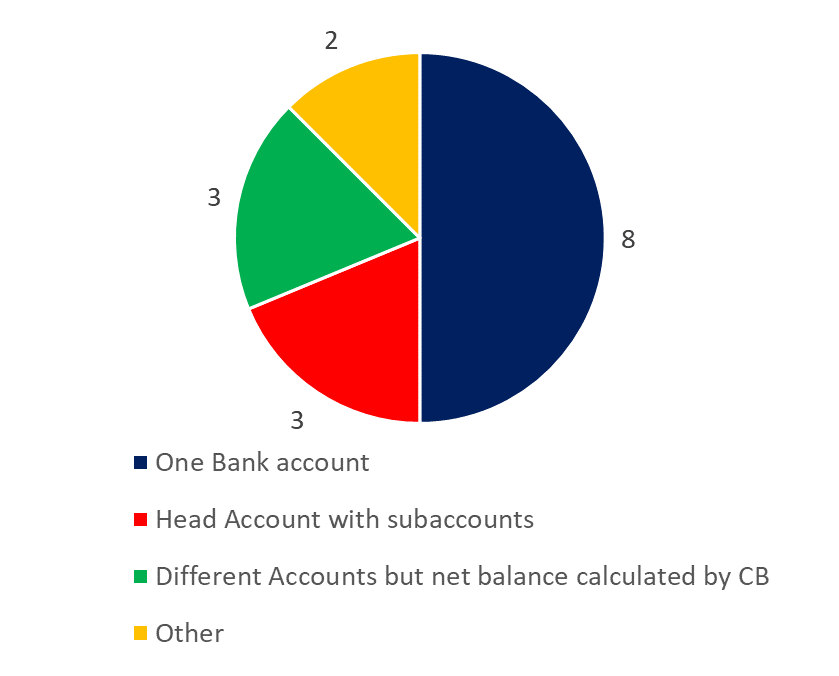 2
3
8
3
One Bank account
Head Account with subaccounts
Different Accounts but net balance calculated by CB
Other